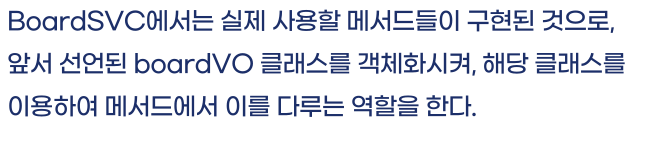 BoardSVC에서는 실제 사용할 메서드들이 구현된 것으로,
앞서 선언된 boardVO 클래스를 객체화시켜, 해당 클래스를
이용하여 메서드에서 이를 다루는 역할을 한다.